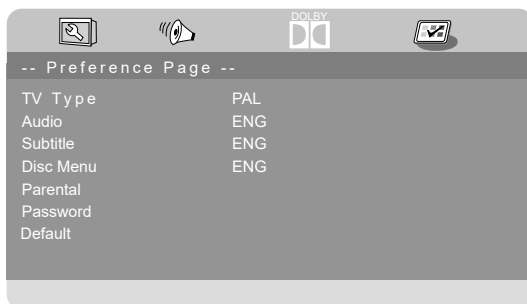 DOLBY
-- Preference Page --
TV Type PAL
Audio ENG
Subtitle ENG
Disc Menu ENG
Parental
Password
Default